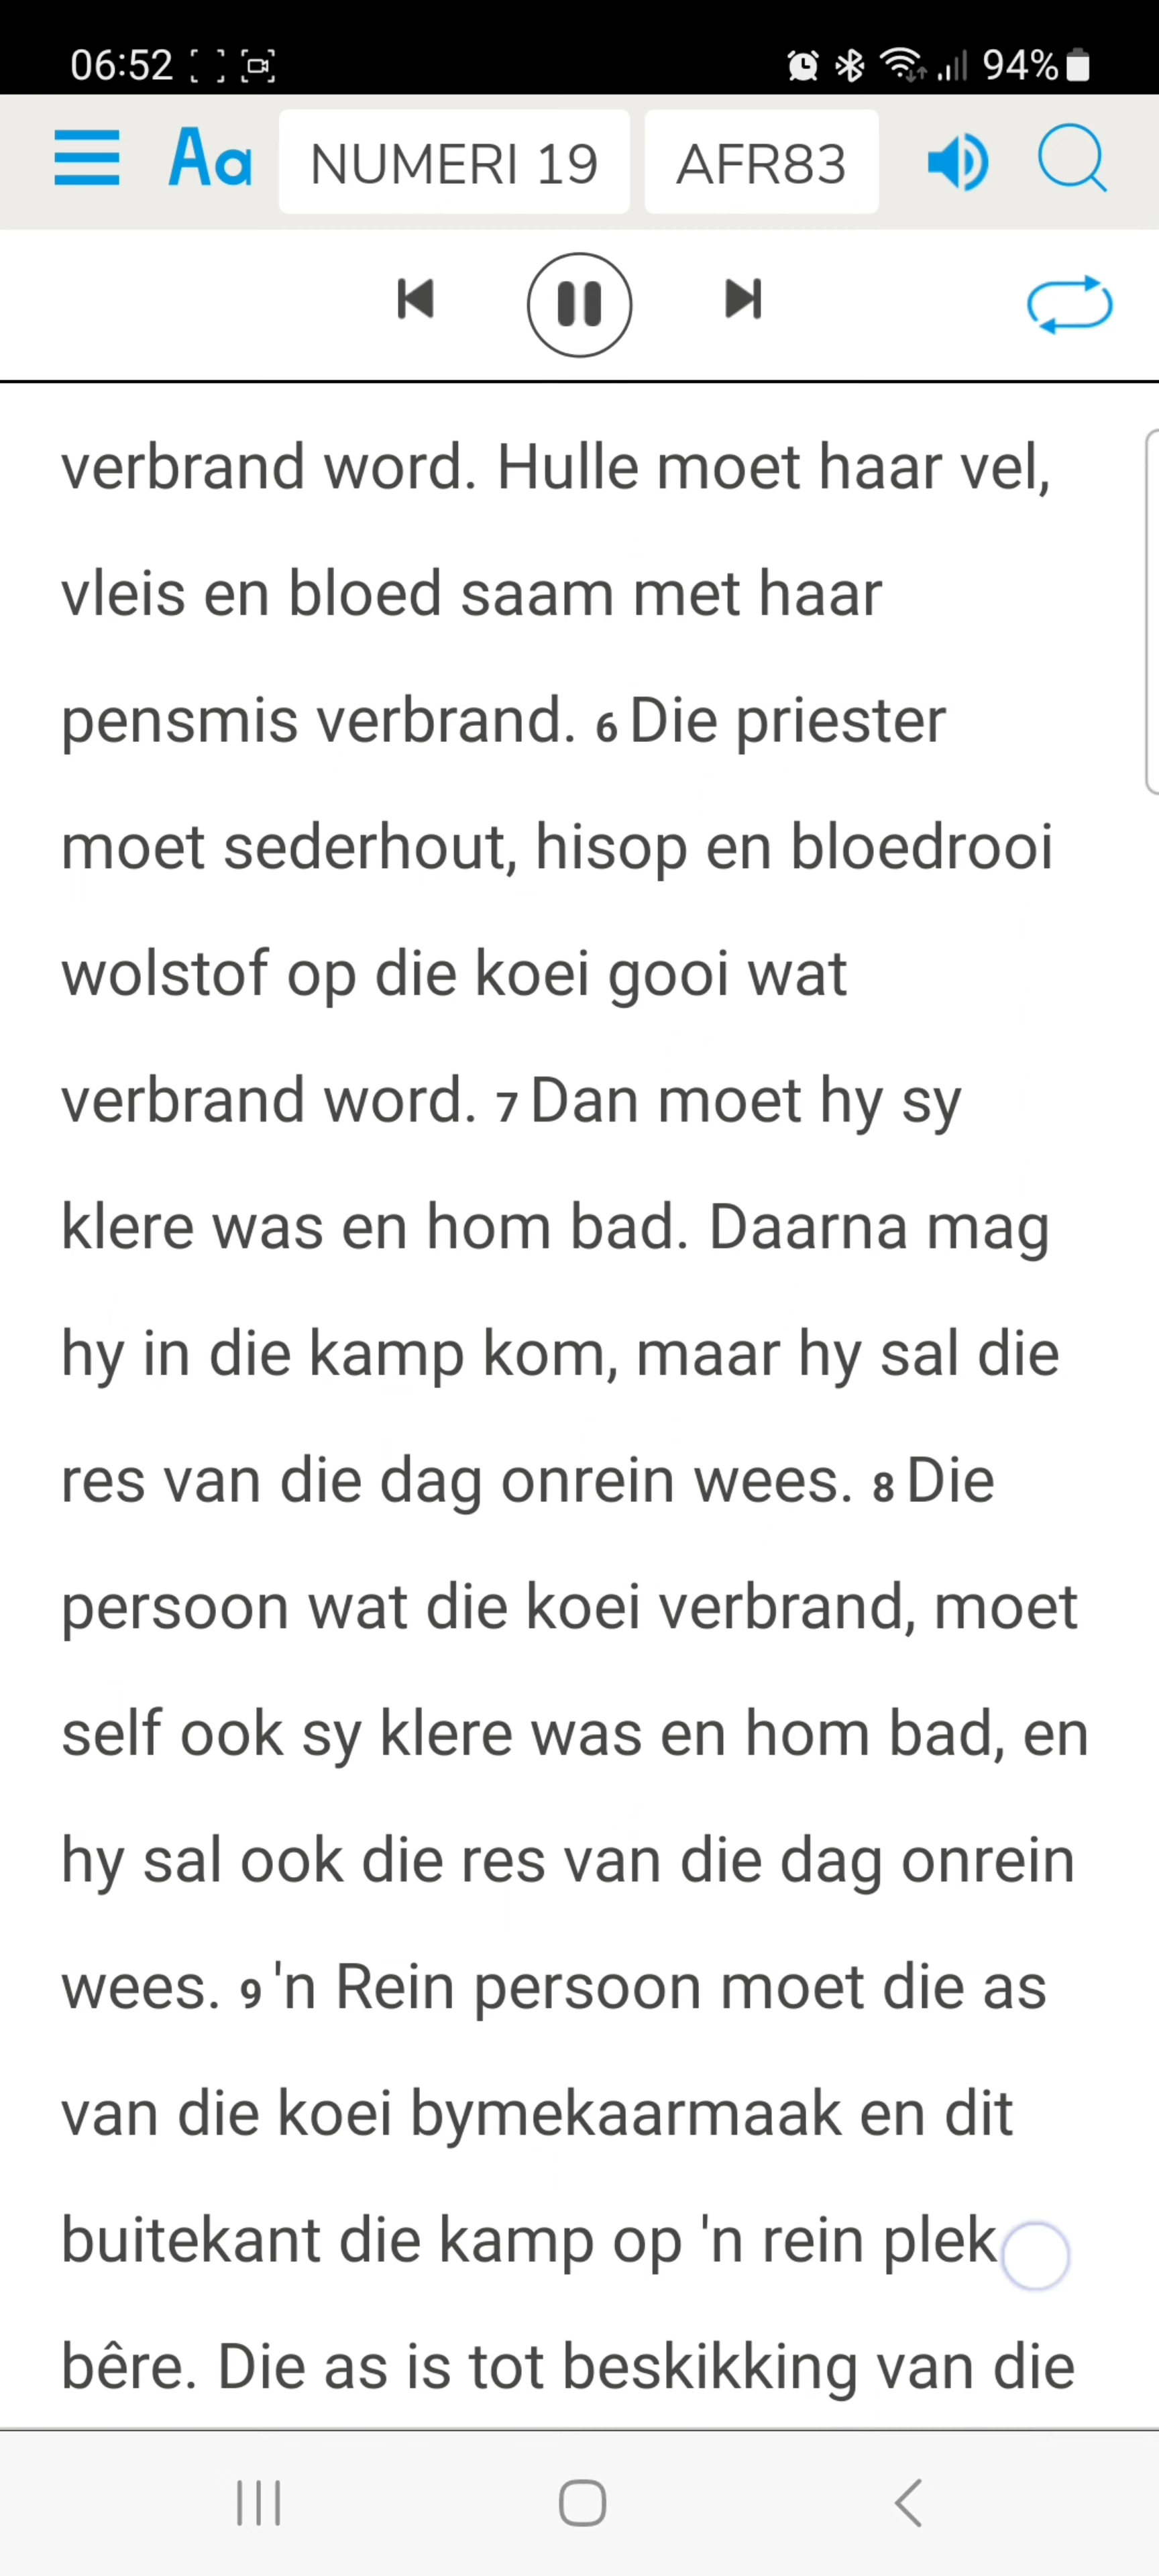 06:52 94%
Aa NUMERI 19 AFR83
verbrand word. Hulle moet haar vel,
vleis en bloed saam met haar
pensmis verbrand. 6 Die priester
moet sederhout, hisop en bloedrooi
wolstof op die koei gooi wat
verbrand word. 7 Dan moet hy sy
klere was en hom bad. Daarna mag
hy in die kamp kom, maar hy sal die
res van die dag onrein wees. 8 Die
persoon wat die koei verbrand, moet
self ook sy klere was en hom bad, en
hy sal ook die res van die dag onrein
wees. 9 'n Rein persoon moet die as
van die koei bymekaarmaak en dit
buitekant die kamp op 'n rein plek
bêre. Die as is tot beskikking van die